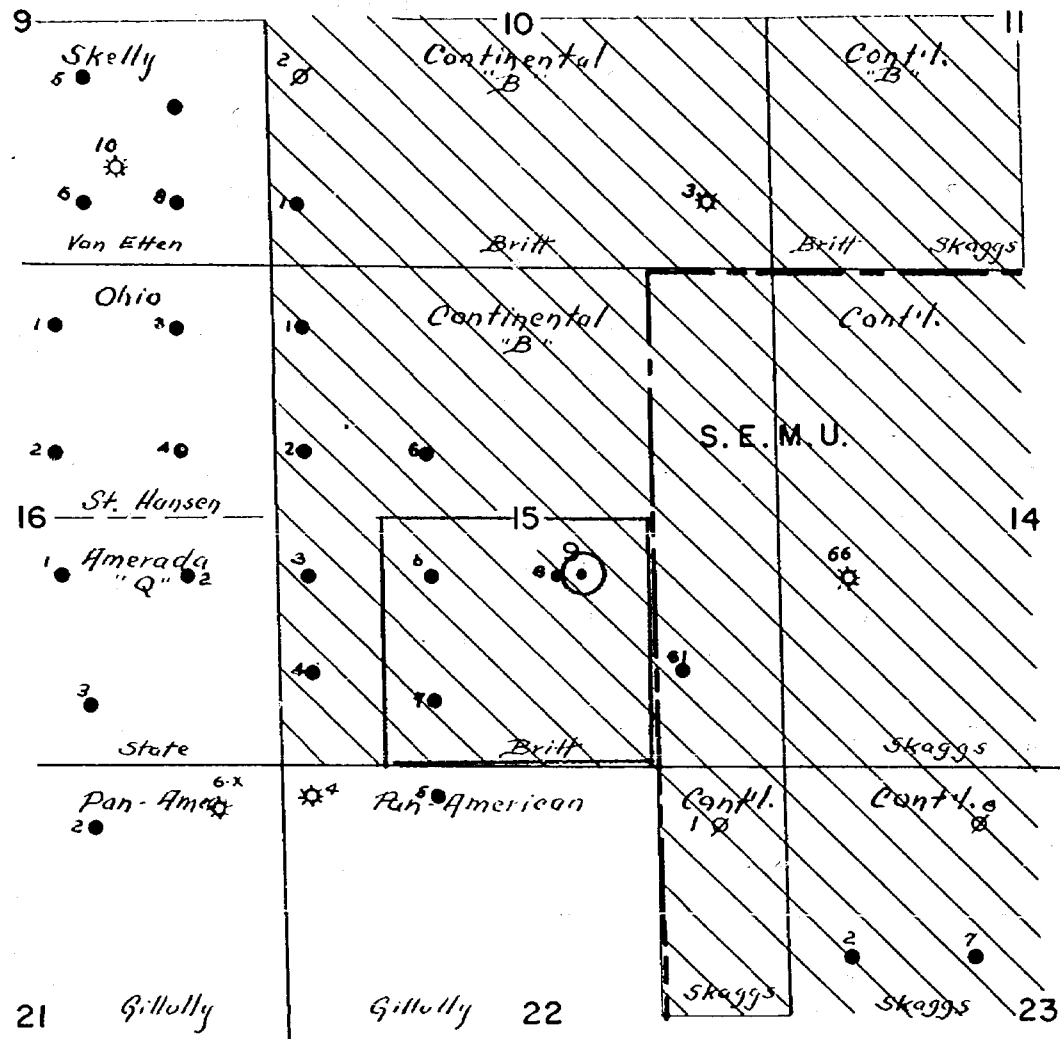 9 10 11
Skelly
2
Continental
"B"
Cont'l.
"B"
5
10
6 8 1 3
Van Etten
Britt
Britt
Skaggs
Ohio
1 3 1
Continental
"B"
Cont'l.
S.E.M.U.
2 4 2 6
St. Hansen
16 15 14
Amerada
"Q"
1 2 3 6 8 9 66
3 4 7 61
State
Britt
Skaggs
Pan-Amer
6-X
4
5
Pan-American
Cont'l.
Cont'l.
2 1 8
2 7
Gillully
Gillully
Skaggs
Skaggs
21 22 23